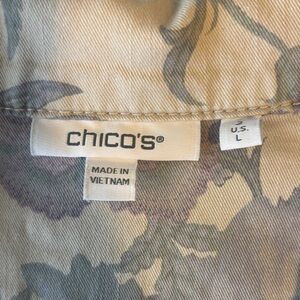 chico's®
3
U.S.
L
MADE IN
VIETNAM